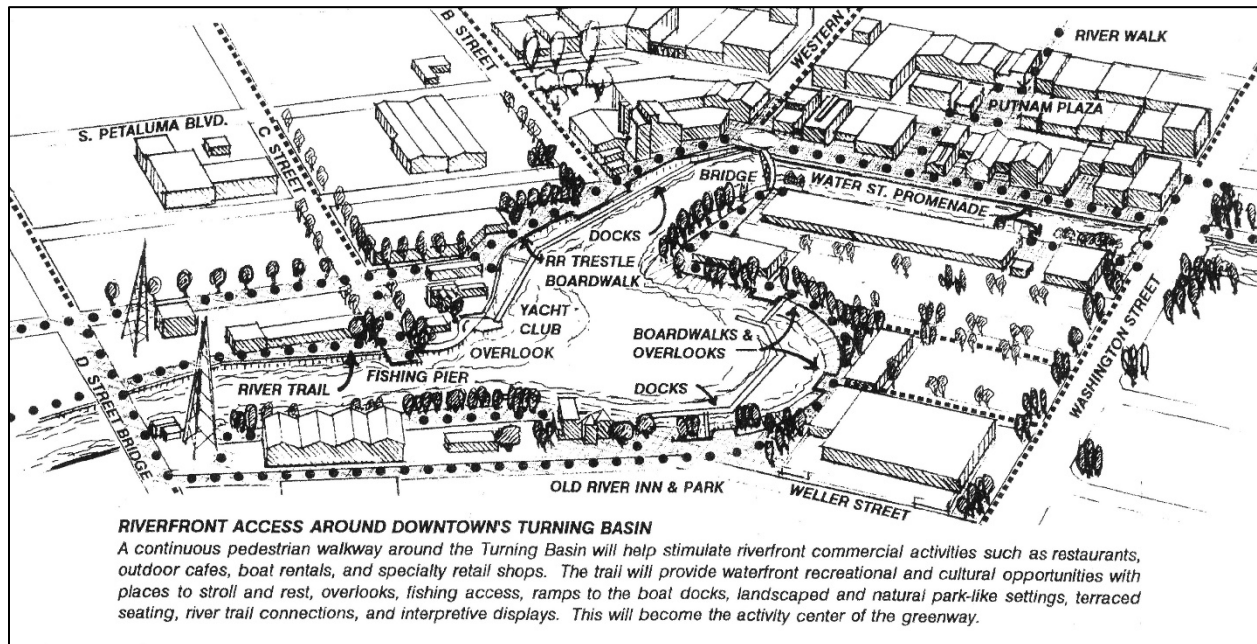 B STREET
WESTERN
RIVER WALK
PUTNAM PLAZA
S. PETALUMA BLVD.
C STREET
BRIDGE
WATER ST. PROMENADE
DOCKS
RR TRESTLE
BOARDWALK
YACHT
CLUB
OVERLOOK
BOARDWALKS &
OVERLOOKS
WASHINGTON STREET
RIVER TRAIL
FISHING PIER
DOCKS
D STREET BRIDGE
OLD RIVER INN & PARK
WELLER STREET
RIVERFRONT ACCESS AROUND DOWNTOWN'S TURNING BASIN
A continuous pedestrian walkway around the Turning Basin will help stimulate riverfront commercial activities such as restaurants,
outdoor cafes, boat rentals, and specialty retail shops. The trail will provide waterfront recreational and cultural opportunities with
places to stroll and rest, overlooks, fishing access, ramps to the boat docks, landscaped and natural park-like settings, terraced
seating, river trail connections, and interpretive displays. This will become the activity center of the greenway.